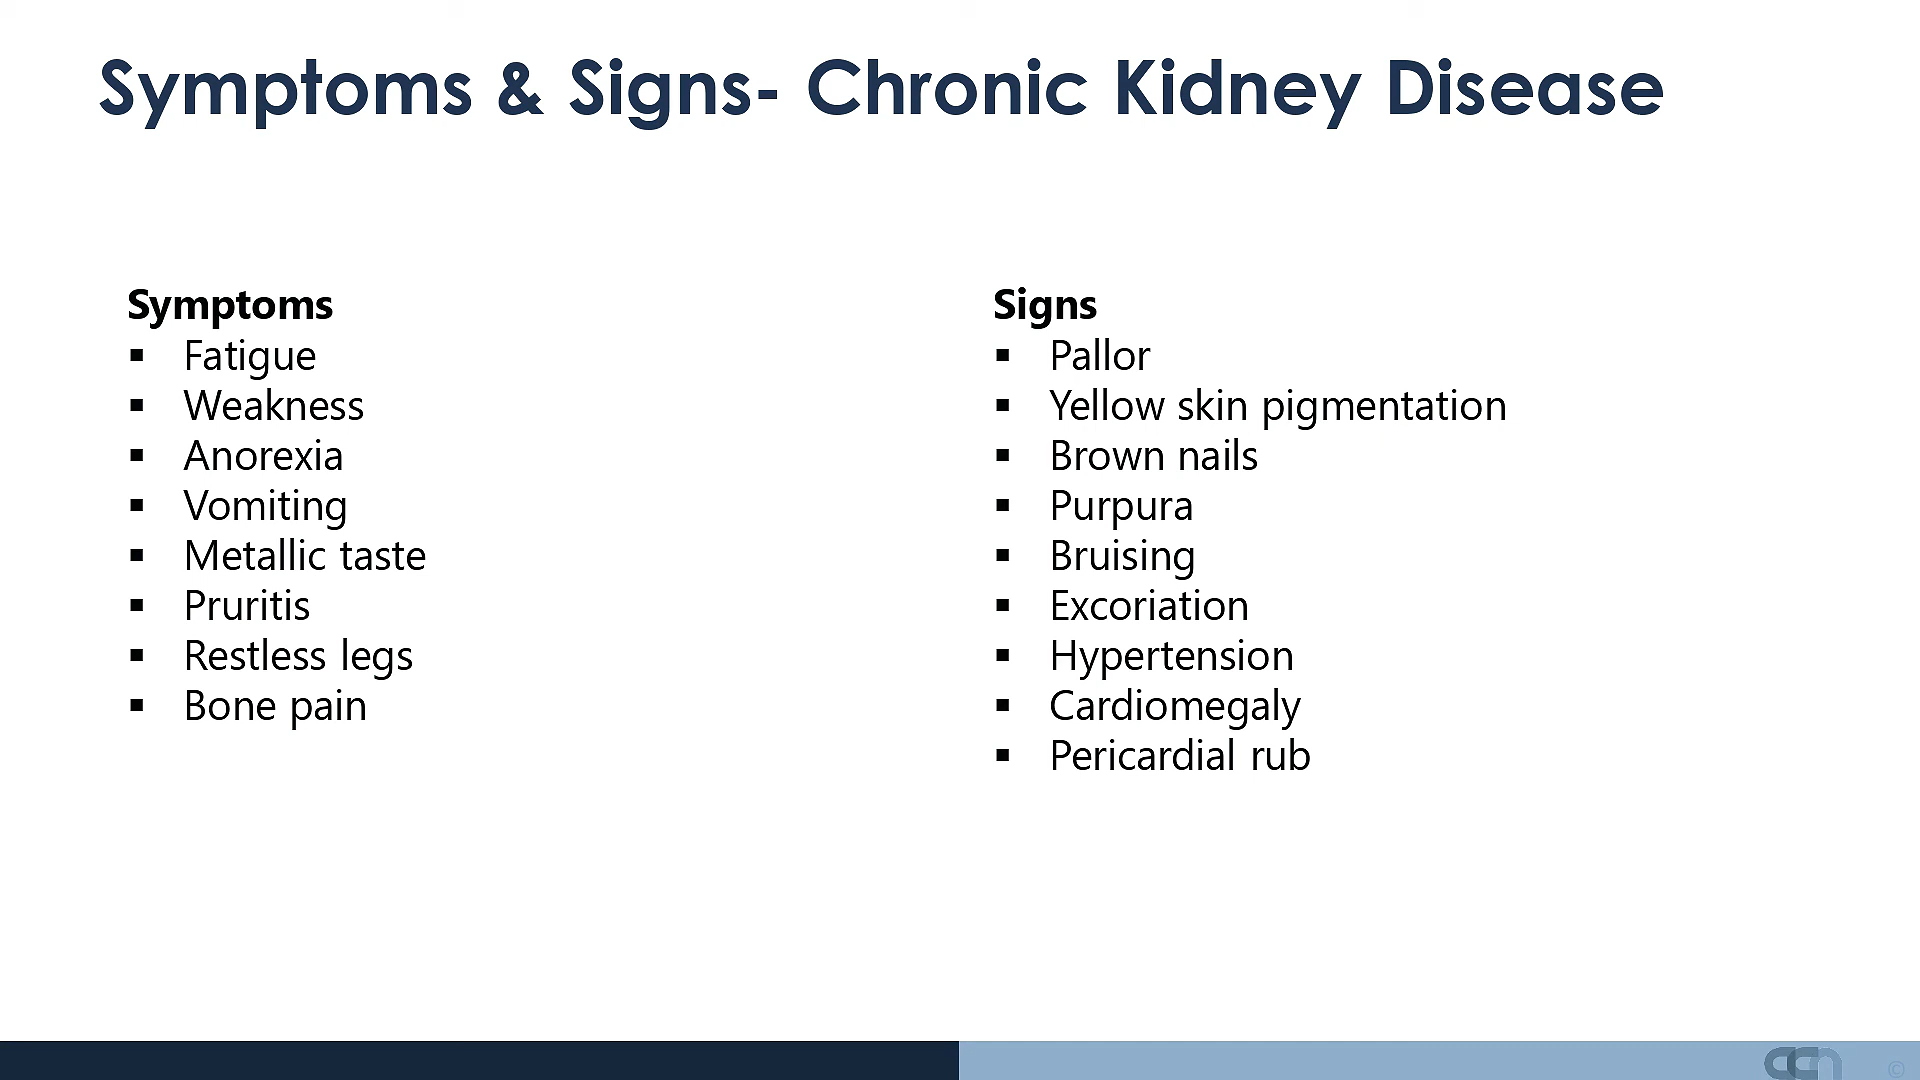 Symptoms & Signs- Chronic Kidney Disease
Symptoms
▪ Fatigue
▪ Weakness
▪ Anorexia
▪ Vomiting
▪ Metallic taste
▪ Pruritis
▪ Restless legs
▪ Bone pain
Signs
▪ Pallor
▪ Yellow skin pigmentation
▪ Brown nails
▪ Purpura
▪ Bruising
▪ Excoriation
▪ Hypertension
▪ Cardiomegaly
▪ Pericardial rub
ccn
©